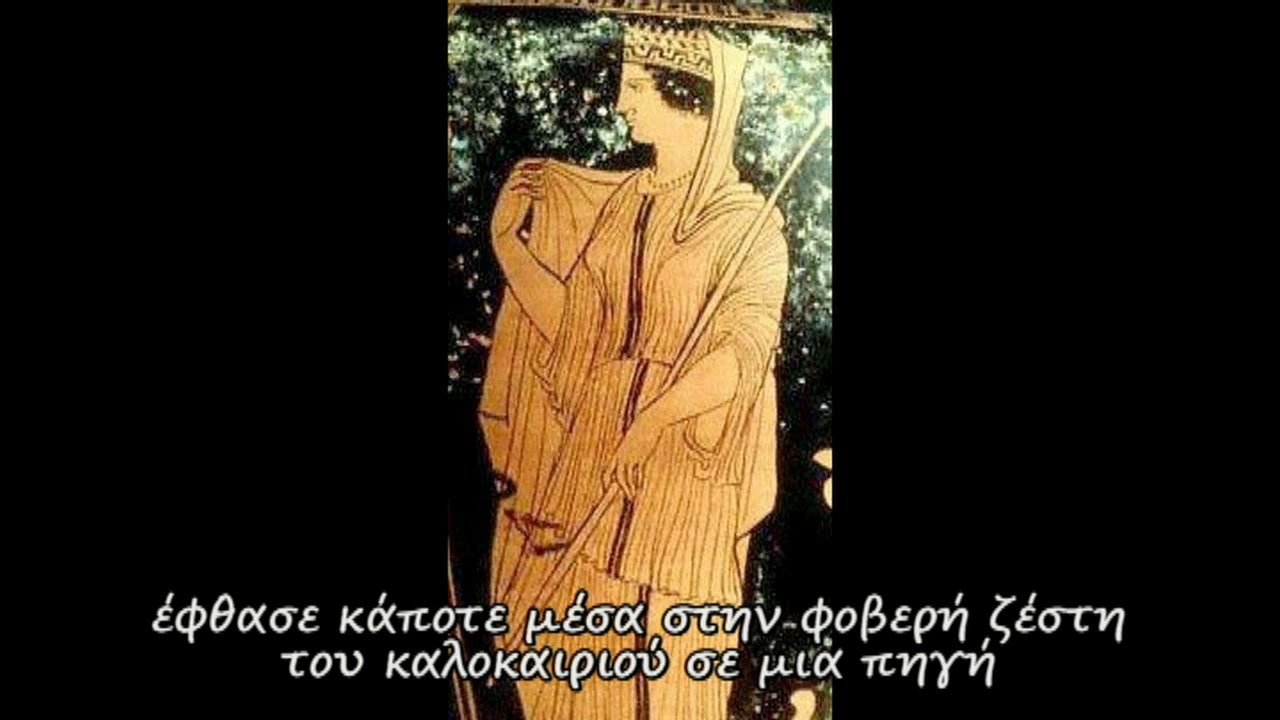 έφθασε κάποτε μέσα στην φοβερή ζέστη
του καλοκαιριού σε μια πηγή